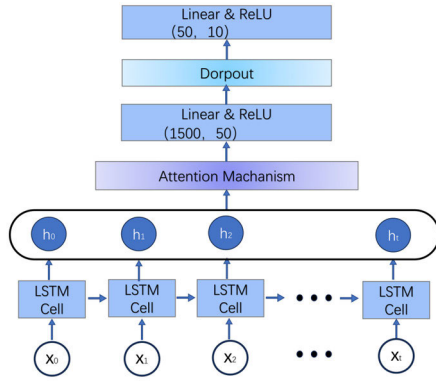 Linear & ReLU
(50, 10)
Dorpout
Linear & ReLU
(1500, 50)
Attention Machanism
h₀ h₁ h₂ hₜ
LSTM Cell LSTM Cell LSTM Cell ••• LSTM Cell
x₀ x₁ x₂ ••• xₜ